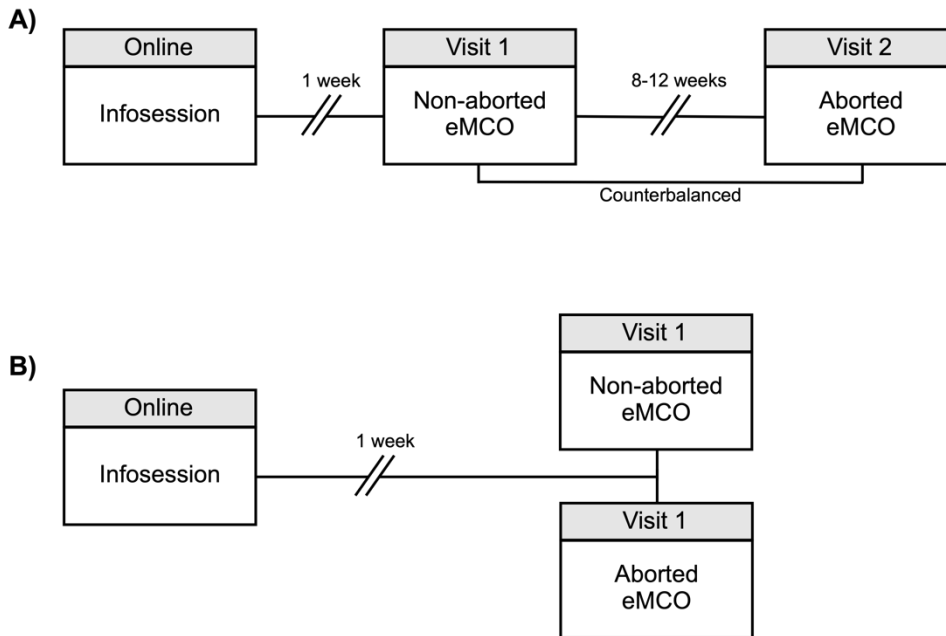 A)
Online
Infosession
1 week
Visit 1
Non-aborted
eMCO
8-12 weeks
Visit 2
Aborted
eMCO
Counterbalanced
B)
Online
Infosession
1 week
Visit 1
Non-aborted
eMCO
Visit 1
Aborted
eMCO